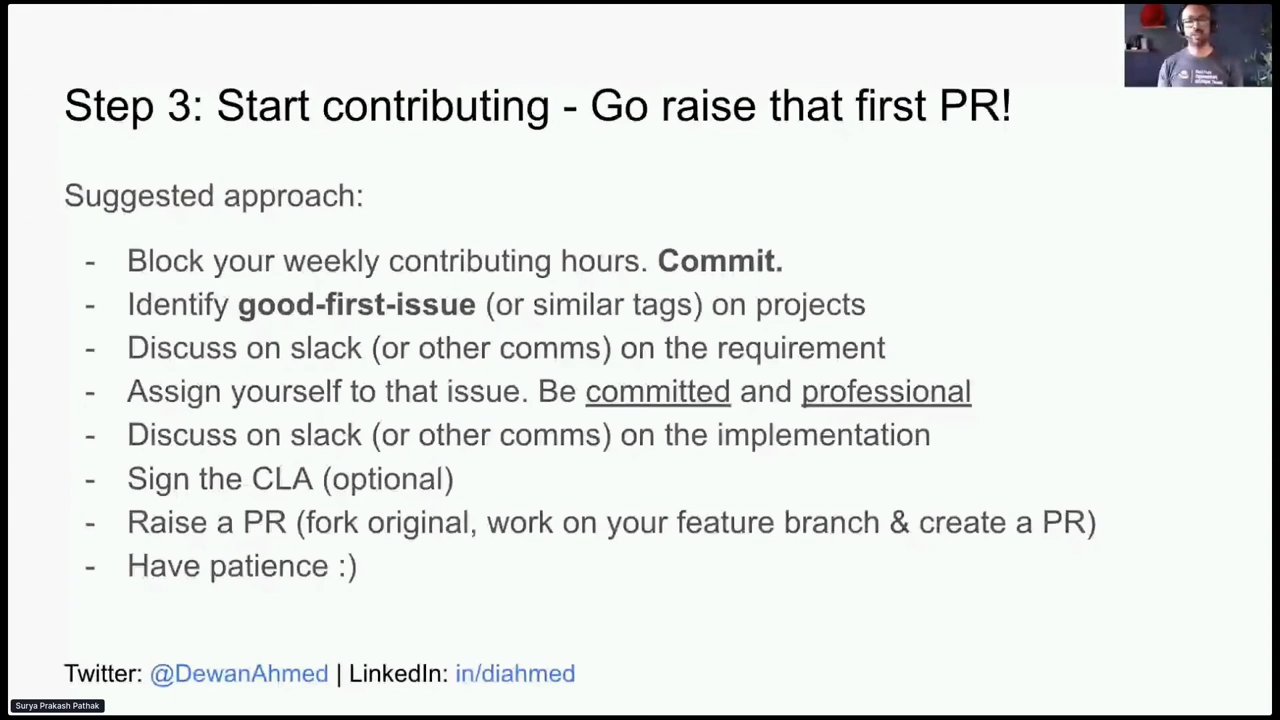 Step 3: Start contributing - Go raise that first PR!
Suggested approach:
- Block your weekly contributing hours. Commit.
- Identify good-first-issue (or similar tags) on projects
- Discuss on slack (or other comms) on the requirement
- Assign yourself to that issue. Be committed and professional
- Discuss on slack (or other comms) on the implementation
- Sign the CLA (optional)
- Raise a PR (fork original, work on your feature branch & create a PR)
- Have patience :)
Twitter: @DewanAhmed | LinkedIn: in/diahmed
Surya Prakash Pathak